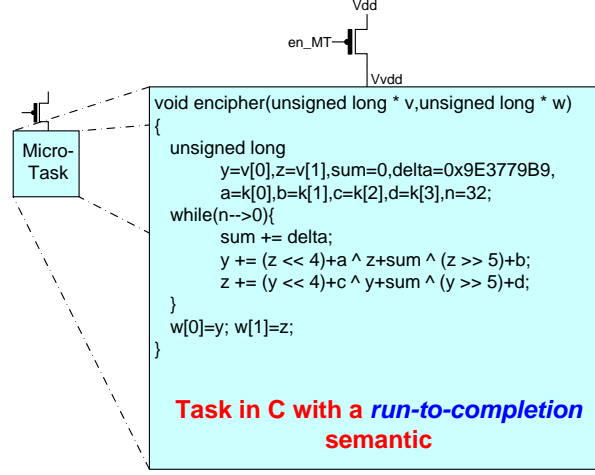 Vdd
en_MT
Vvdd
Micro-
Task
void encipher(unsigned long * v,unsigned long * w)
{
unsigned long
y=v[0],z=v[1],sum=0,delta=0x9E3779B9,
a=k[0],b=k[1],c=k[2],d=k[3],n=32;
while(n-->0){
sum += delta;
y += (z << 4)+a ^ z+sum ^ (z >> 5)+b;
z += (y << 4)+c ^ y+sum ^ (y >> 5)+d;
}
w[0]=y; w[1]=z;
}
Task in C with a run-to-completion
semantic